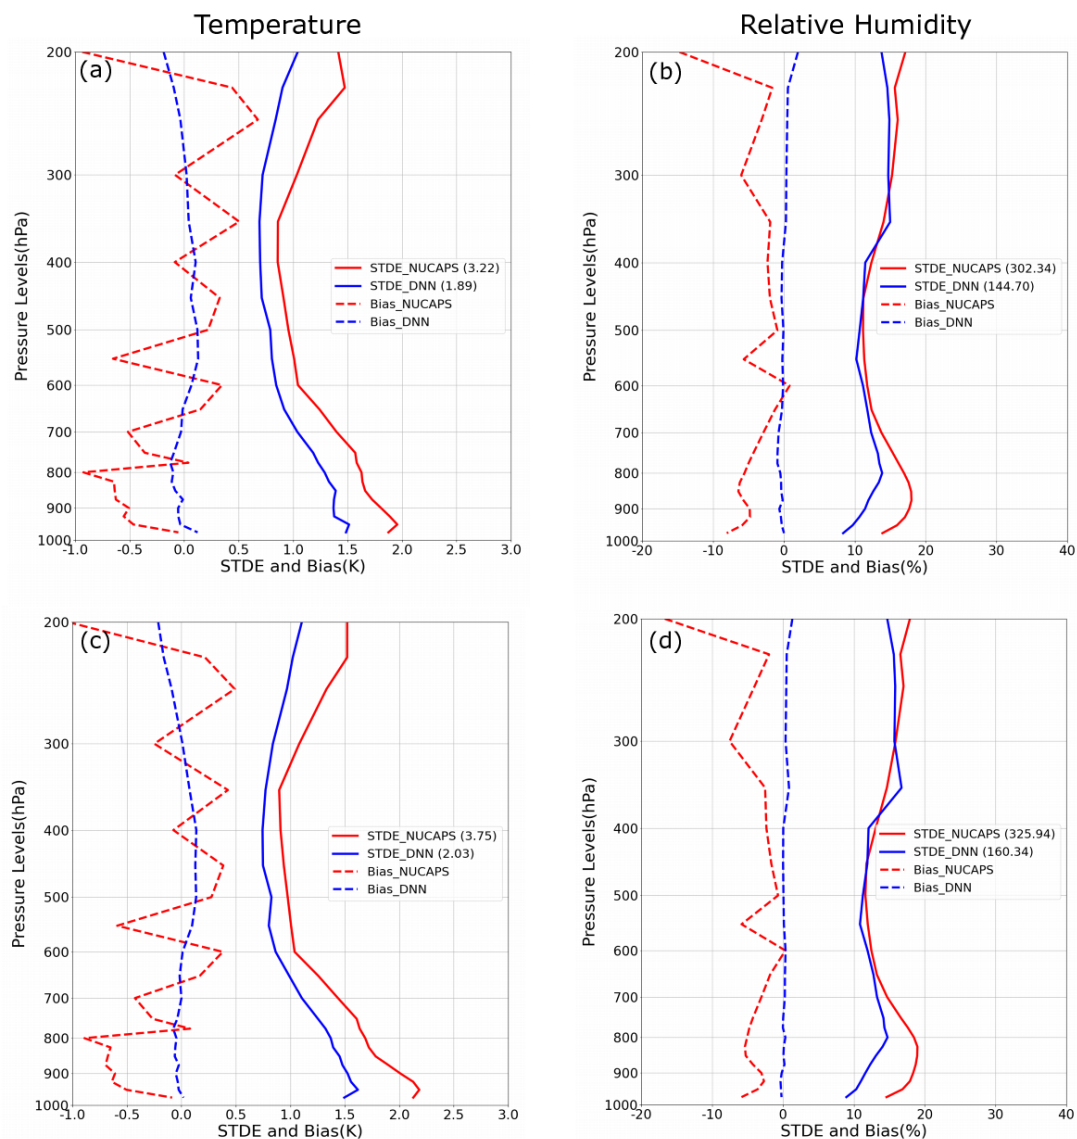 Temperature
Relative Humidity
(a)
200
300
400
500
600
700
800
900
1000
Pressure Levels(hPa)
-1.0 -0.5 0.0 0.5 1.0 1.5 2.0 2.5 3.0
STDE and Bias(K)
STDE_NUCAPS (3.22)
STDE_DNN (1.89)
Bias_NUCAPS
Bias_DNN
(b)
200
300
400
500
600
700
800
900
1000
Pressure Levels(hPa)
-20 -10 0 10 20 30 40
STDE and Bias(%)
STDE_NUCAPS (302.34)
STDE_DNN (144.70)
Bias_NUCAPS
Bias_DNN
(c)
200
300
400
500
600
700
800
900
1000
Pressure Levels(hPa)
-1.0 -0.5 0.0 0.5 1.0 1.5 2.0 2.5 3.0
STDE and Bias(K)
STDE_NUCAPS (3.75)
STDE_DNN (2.03)
Bias_NUCAPS
Bias_DNN
(d)
200
300
400
500
600
700
800
900
1000
Pressure Levels(hPa)
-20 -10 0 10 20 30 40
STDE and Bias(%)
STDE_NUCAPS (325.94)
STDE_DNN (160.34)
Bias_NUCAPS
Bias_DNN